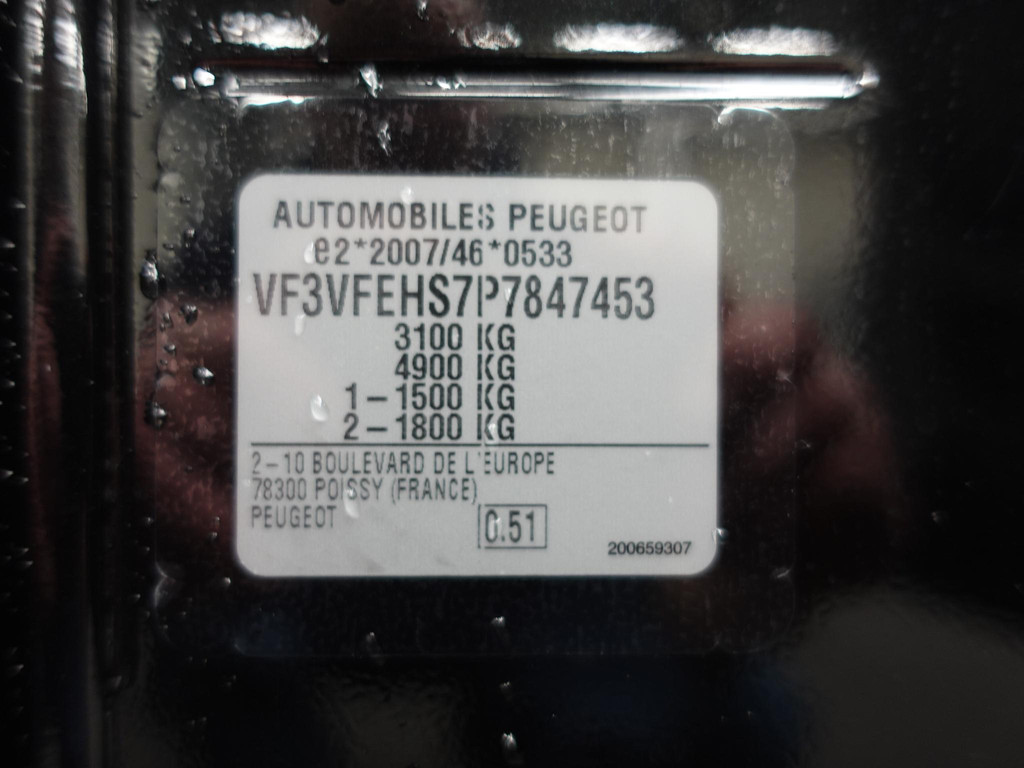 AUTOMOBILES PEUGEOT
e2*2007/46*0533
VF3VFEHS7P7847453
3100 KG
4900 KG
1-1500 KG
2-1800 KG
2-10 BOULEVARD DE L'EUROPE
78300 POISSY (FRANCE)
PEUGEOT
0.51
200659307